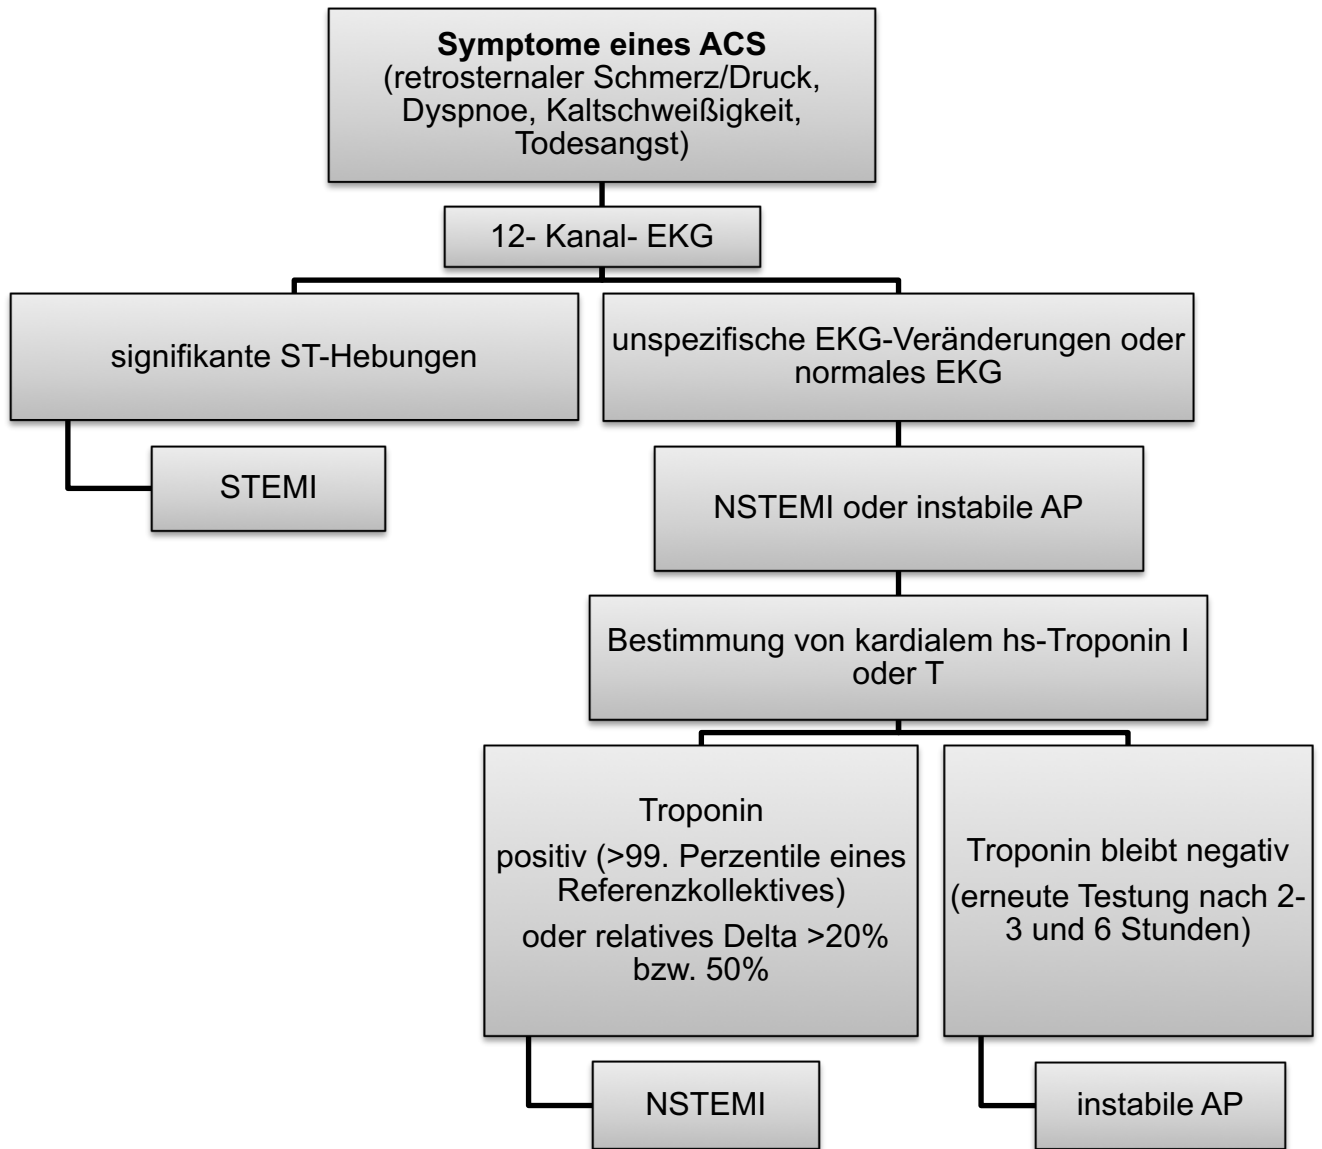 Symptome eines ACS
(retrosternaler Schmerz/Druck,
Dyspnoe, Kaltschweißigkeit,
Todesangst)
12- Kanal- EKG
signifikante ST-Hebungen
unspezifische EKG-Veränderungen oder
normales EKG
STEMI
NSTEMI oder instabile AP
Bestimmung von kardialem hs-Troponin I
oder T
Troponin
positiv (>99. Perzentile eines
Referenzkollektives)
oder relatives Delta >20%
bzw. 50%
Troponin bleibt negativ
(erneute Testung nach 2-
3 und 6 Stunden)
NSTEMI
instabile AP